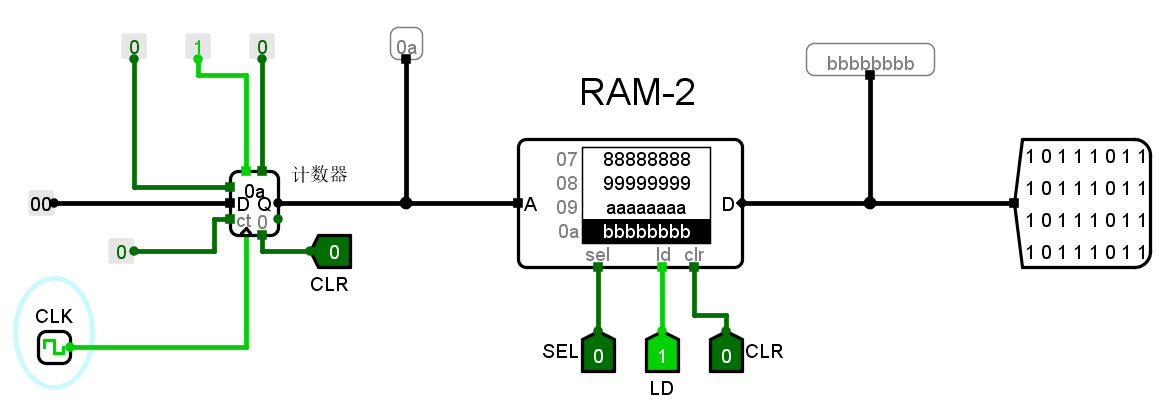 0 1 0
0a
bbbbbbbb
RAM-2
计数器
0a
00
D Q
ct 0
0
0
CLR
CLK
07 88888888
08 99999999
09 aaaaaaaa
0a bbbbbbbb
A
D
sel ld clr
SEL 0
1
LD
0 CLR
1 0 1 1 1 0 1 1
1 0 1 1 1 0 1 1
1 0 1 1 1 0 1 1
1 0 1 1 1 0 1 1